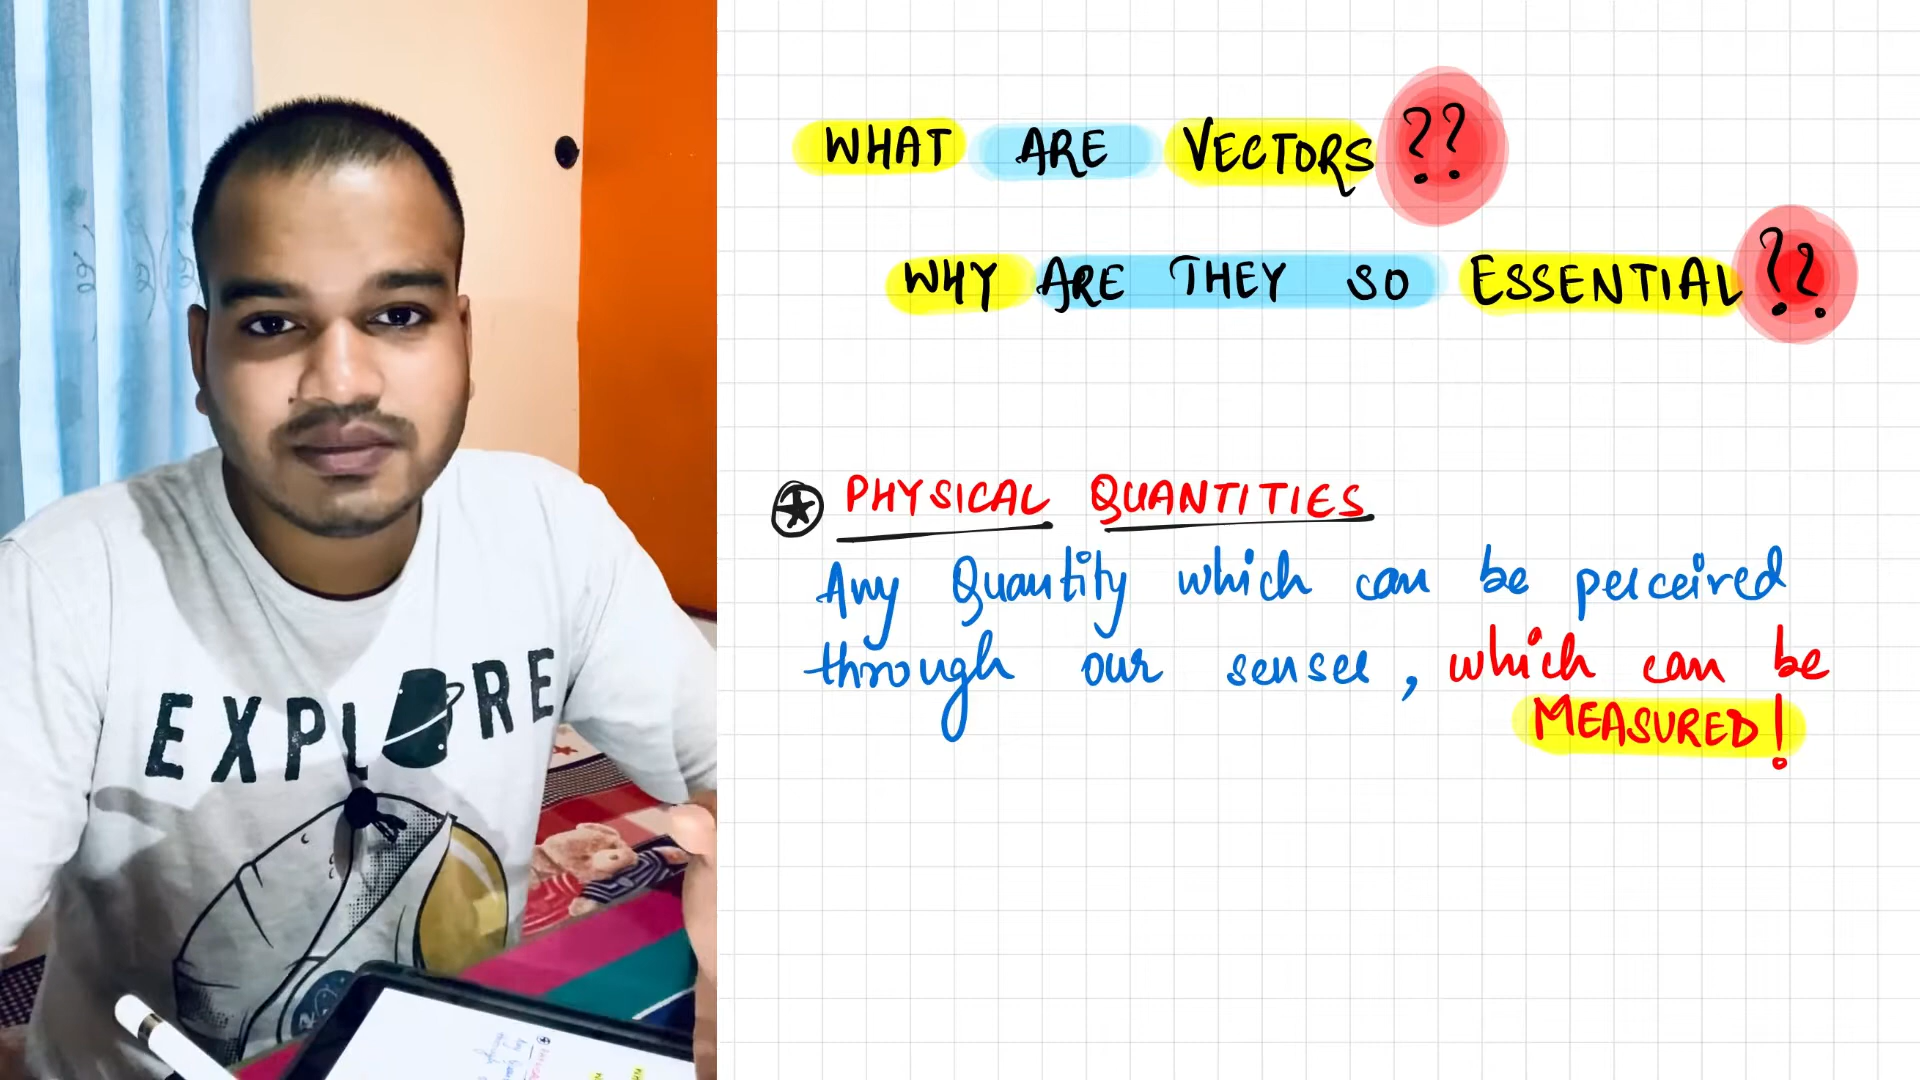 WHAT ARE VECTORS ??
WHY ARE THEY SO ESSENTIAL ??
PHYSICAL QUANTITIES
Any Quantity which can be perceived
through our senses, which can be
MEASURED!
EXPLORE